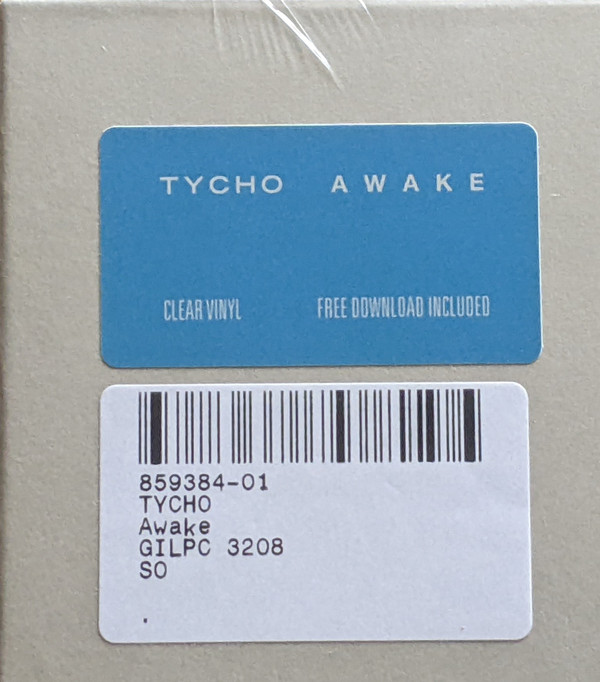 TYCHO AWAKE
CLEAR VINYL FREE DOWNLOAD INCLUDED
859384-01
TYCHO
Awake
GILPC 3208
SO
.